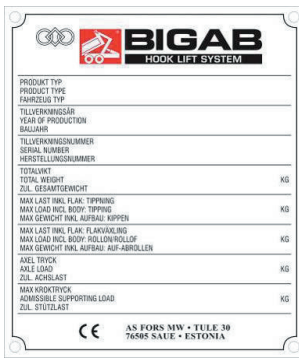 BIGAB
HOOK LIFT SYSTEM
PRODUKT TYP
PRODUCT TYPE
FAHRZEUG TYP
TILLVERKNINGSÅR
YEAR OF PRODUCTION
BAUJAHR
TILLVERKNINGSNUMMER
SERIAL NUMBER
HERSTELLUNGSNUMMER
TOTALVIKT
TOTAL WEIGHT KG
ZUL. GESAMTGEWICHT
MAX LAST INKL FLAK: TIPPNING
MAX LOAD INCL BODY: TIPPING KG
MAX GEWICHT INKL AUFBAU: KIPPEN
MAX LAST INKL FLAK: FLAKVÄXLING
MAX LOAD INCL BODY: ROLLON/ROLLOF KG
MAX GEWICHT INKL AUFBAU: AUF-ABROLLEN
AXEL TRYCK
AXLE LOAD KG
ZUL. ACHSLAST
MAX KROKTRYCK
ADMISSIBLE SUPPORTING LOAD KG
ZUL. STÜTZLAST
CE AS FORS MW • TULE 30
76505 SAUE • ESTONIA